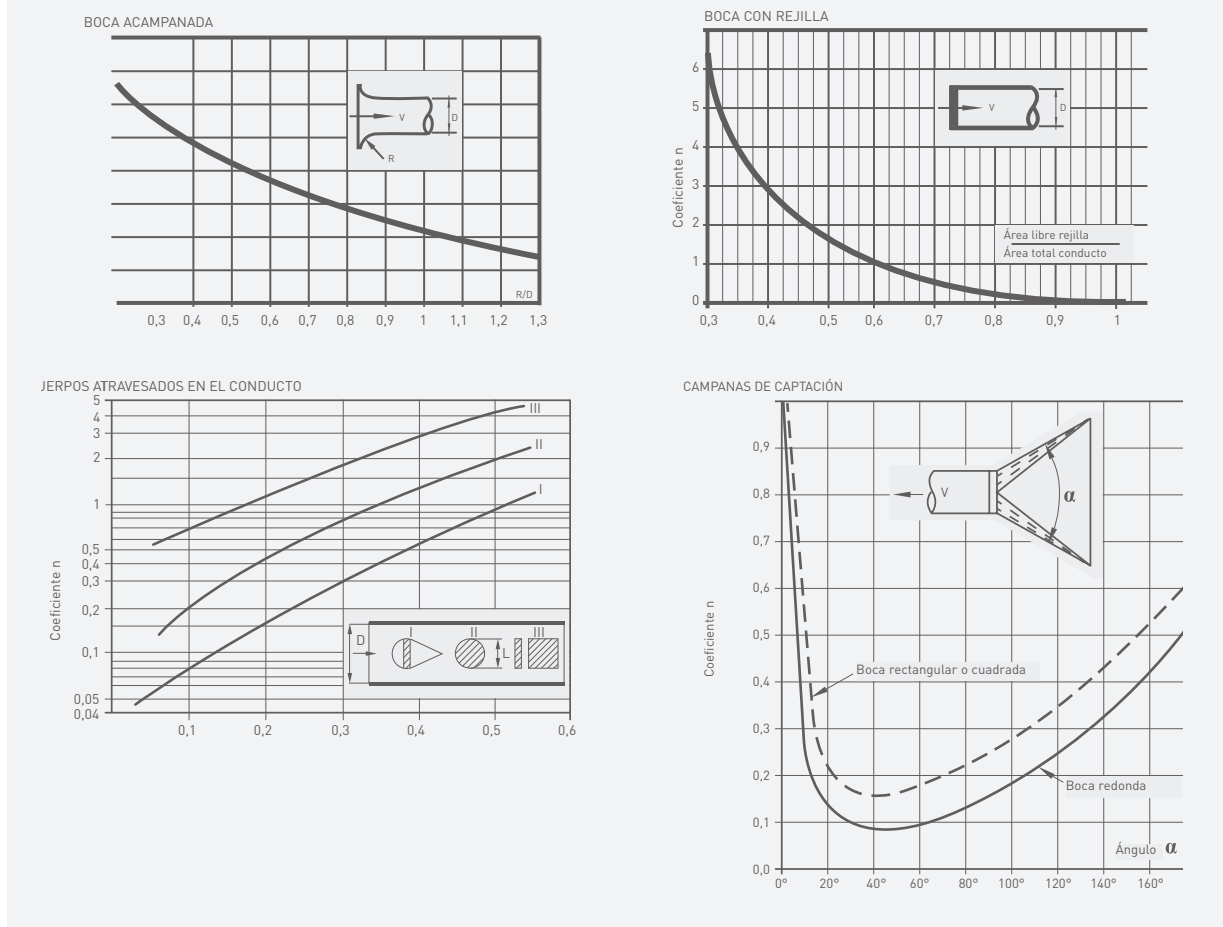 BOCA ACAMPANADA
V
D
R
R/D
0,3 0,4 0,5 0,6 0,7 0,8 0,9 1 1,1 1,2 1,3
BOCA CON REJILLA
Coeficiente n
6
5
4
3
2
1
0
V
D
Área libre rejilla
Área total conducto
0,3 0,4 0,5 0,6 0,7 0,8 0,9 1
JERPOS ATRAVESADOS EN EL CONDUCTO
Coeficiente n
5
4
3
2
1
0,5
0,4
0,3
0,2
0,1
0,05
0,04
III
II
I
D
I
II
L
III
0,1 0,2 0,3 0,4 0,5 0,6
CAMPANAS DE CAPTACIÓN
Coeficiente n
0,9
0,8
0,7
0,6
0,5
0,4
0,3
0,2
0,1
0,0
V
α
Boca rectangular o cuadrada
Boca redonda
Ángulo α
0° 20° 40° 60° 80° 100° 120° 140° 160°